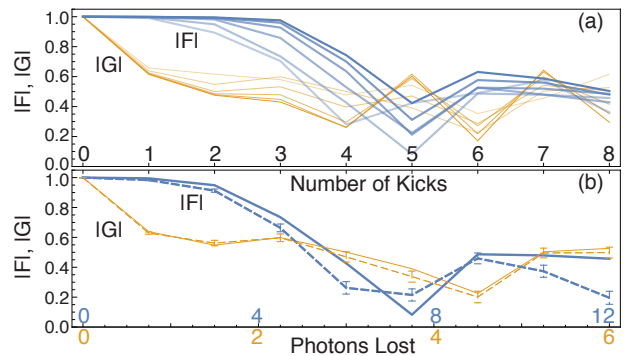 |F|, |G|
1.0
0.8
0.6
0.4
0.2
0.0
|F|
|G|
(a)
0 1 2 3 4 5 6 7 8
Number of Kicks
|F|, |G|
1.0
0.8
0.6
0.4
0.2
0.0
|F|
|G|
(b)
0 4 8 12
0 2 4 6
Photons Lost